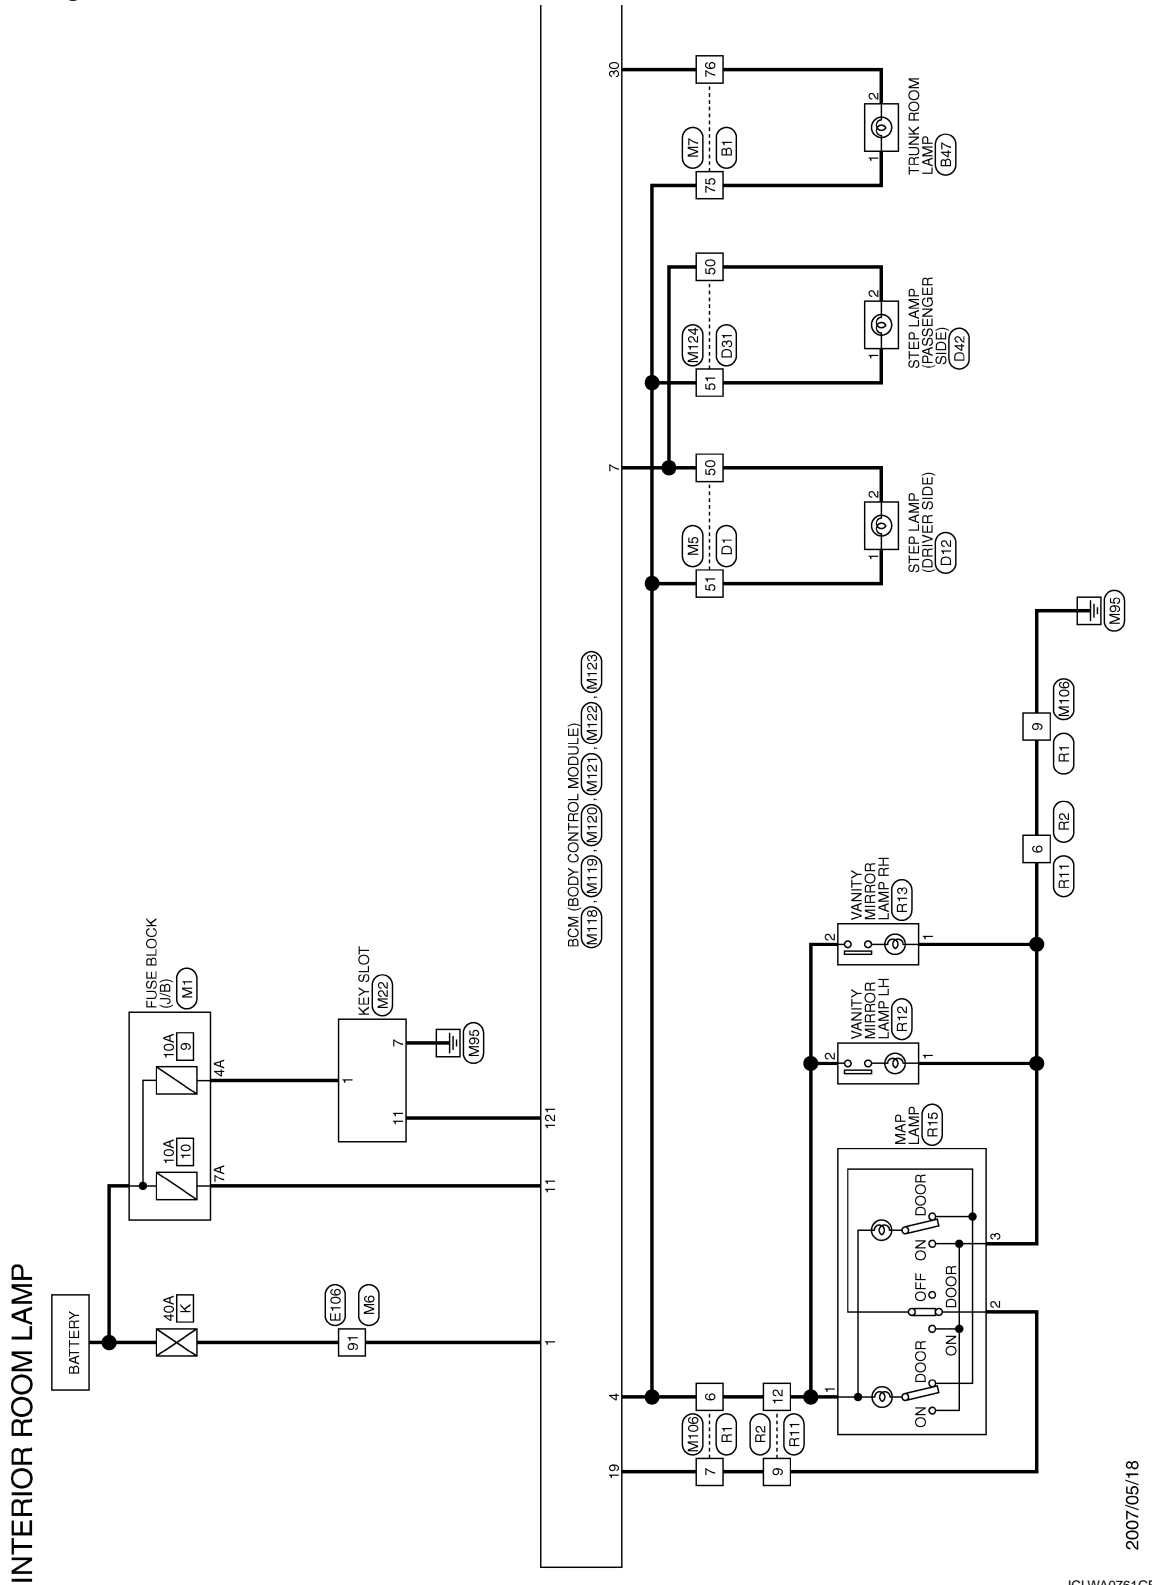 INTERIOR ROOM LAMP
BATTERY
40A
K
E106
91
M6
1
FUSE BLOCK
(J/B)
M1
10A
10
10A
9
7A
4A
KEY SLOT
M22
1
11
7
M95
11
121
BCM (BODY CONTROL MODULE)
M118 , M119 , M120 , M121 , M122 , M123
19
4
7
30
M106
7
6
R1
R2
9
12
R11
M5
51
50
D1
M124
51
50
D31
M7
75
76
B1
1
2
STEP LAMP
(DRIVER SIDE)
D12
1
2
STEP LAMP
(PASSENGER
SIDE)
D42
1
2
TRUNK ROOM
LAMP
B47
MAP
LAMP
R15
1
ON
DOOR
ON
DOOR
OFF
ON
DOOR
2
3
VANITY
MIRROR
LAMP LH
R12
2
1
VANITY
MIRROR
LAMP RH
R13
2
1
6
R11
R2
9
R1
M106
M95
2007/05/18